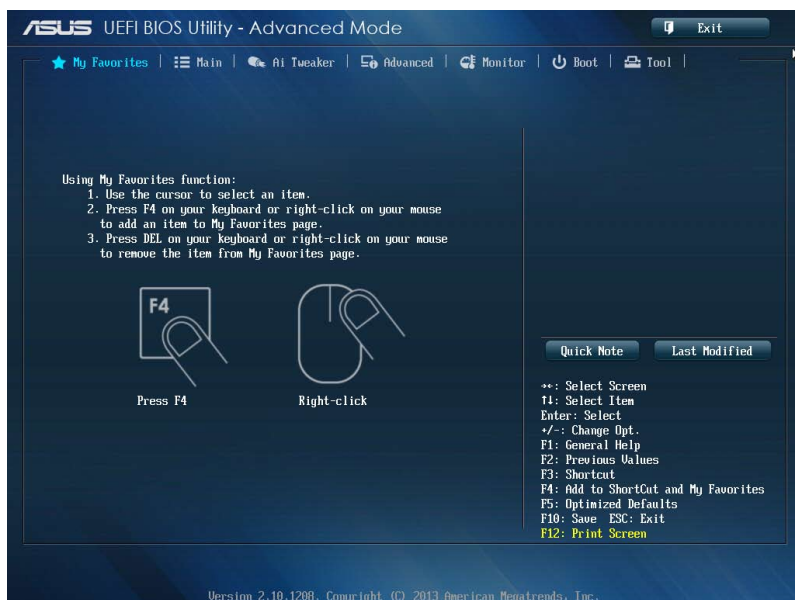 ASUS UEFI BIOS Utility - Advanced Mode
Exit
My Favorites | Main | Ai Tweaker | Advanced | Monitor | Boot | Tool |
Using My Favorites function:
1. Use the cursor to select an item.
2. Press F4 on your keyboard or right-click on your mouse
to add an item to My Favorites page.
3. Press DEL on your keyboard or right-click on your mouse
to remove the item from My Favorites page.
F4
Press F4
Right-click
Quick Note
Last Modified
→←: Select Screen
↑↓: Select Item
Enter: Select
+/-: Change Opt.
F1: General Help
F2: Previous Values
F3: Shortcut
F4: Add to ShortCut and My Favorites
F5: Optimized Defaults
F10: Save ESC: Exit
F12: Print Screen
Version 2.10.1208. Copyright (C) 2013 American Megatrends, Inc.